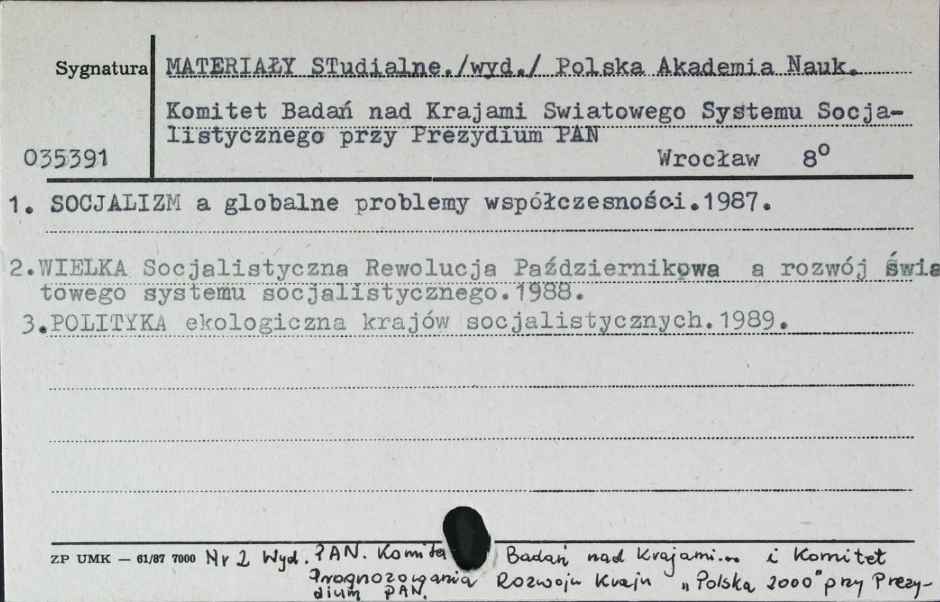 Sygnatura MATERIAŁY STudialne./wyd./ Polska Akademia Nauk.
Komitet Badań nad Krajami Swiatowego Systemu Socja-
listycznego przy Prezydium PAN
035391 Wrocław 8º
1. SOCJALIZM a globalne problemy współczesności.1987.
2.WIELKA Socjalistyczna Rewolucja Październikowa a rozwój świa
towego systemu socjalistycznego.1988.
3.POLITYKA ekologiczna krajów socjalistycznych.1989.
ZP UMK — 61/87 7000 Nr 2 Wyd. PAN. Komite Badań nad Krajami... i Komitet
Prognozowania Rozwoju Kraju „Polska 2000" przy Prezy-
dium PAN.